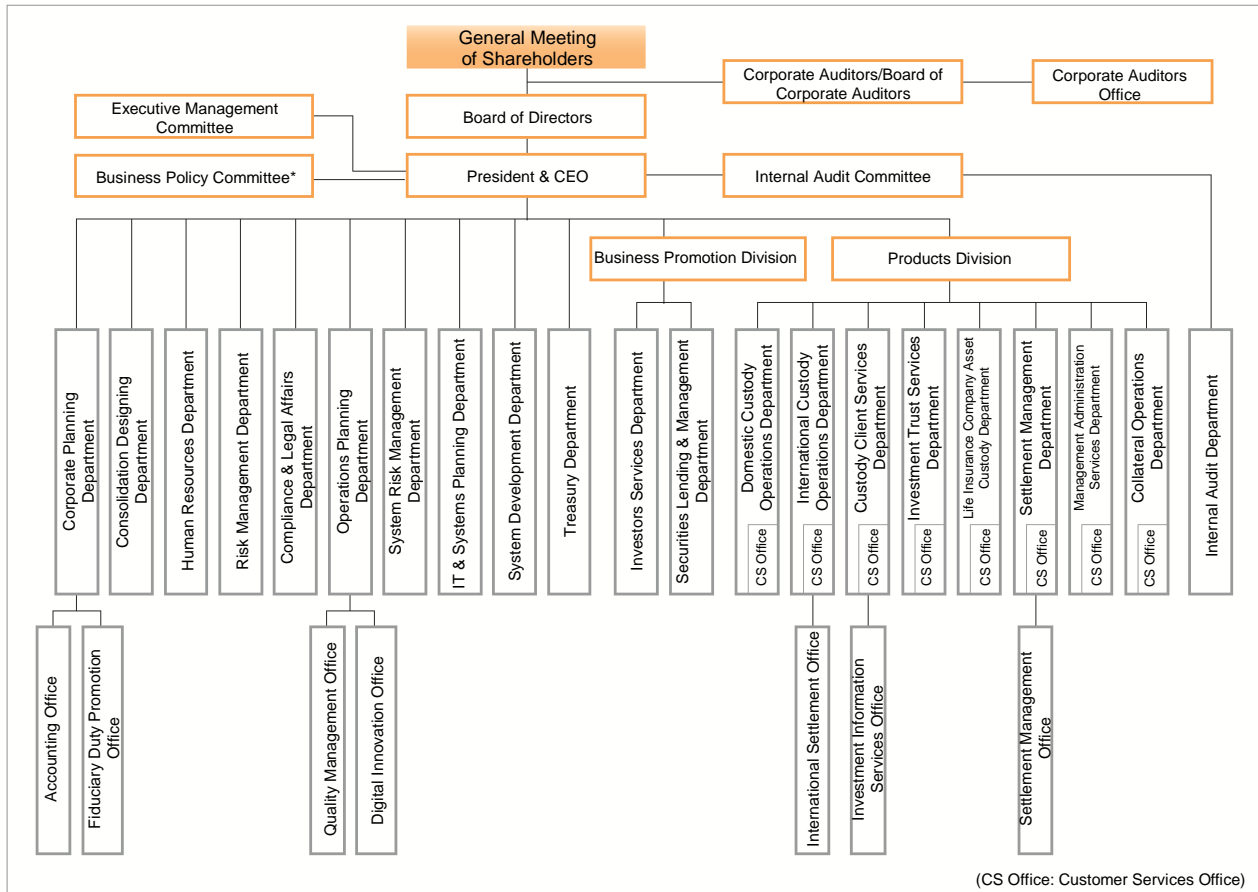 General Meeting
of Shareholders
Corporate Auditors/Board of
Corporate Auditors
Corporate Auditors
Office
Executive Management
Committee
Board of Directors
Business Policy Committee*
President & CEO
Internal Audit Committee
Business Promotion Division
Products Division
Corporate Planning
Department
Consolidation Designing
Department
Human Resources Department
Risk Management Department
Compliance & Legal Affairs
Department
Operations Planning
Department
System Risk Management
Department
IT & Systems Planning Department
System Development Department
Treasury Department
Investors Services Department
Securities Lending & Management
Department
Domestic Custody
Operations Department
CS Office
International Custody
Operations Department
CS Office
Custody Client Services
Department
CS Office
Investment Trust Services
Department
CS Office
Life Insurance Company Asset
Custody Department
CS Office
Settlement Management
Department
CS Office
Management Administration
Services Department
CS Office
Collateral Operations
Department
CS Office
Internal Audit Department
Accounting Office
Fiduciary Duty Promotion
Office
Quality Management Office
Digital Innovation Office
International Settlement Office
Investment Information
Services Office
Settlement Management
Office
(CS Office: Customer Services Office)